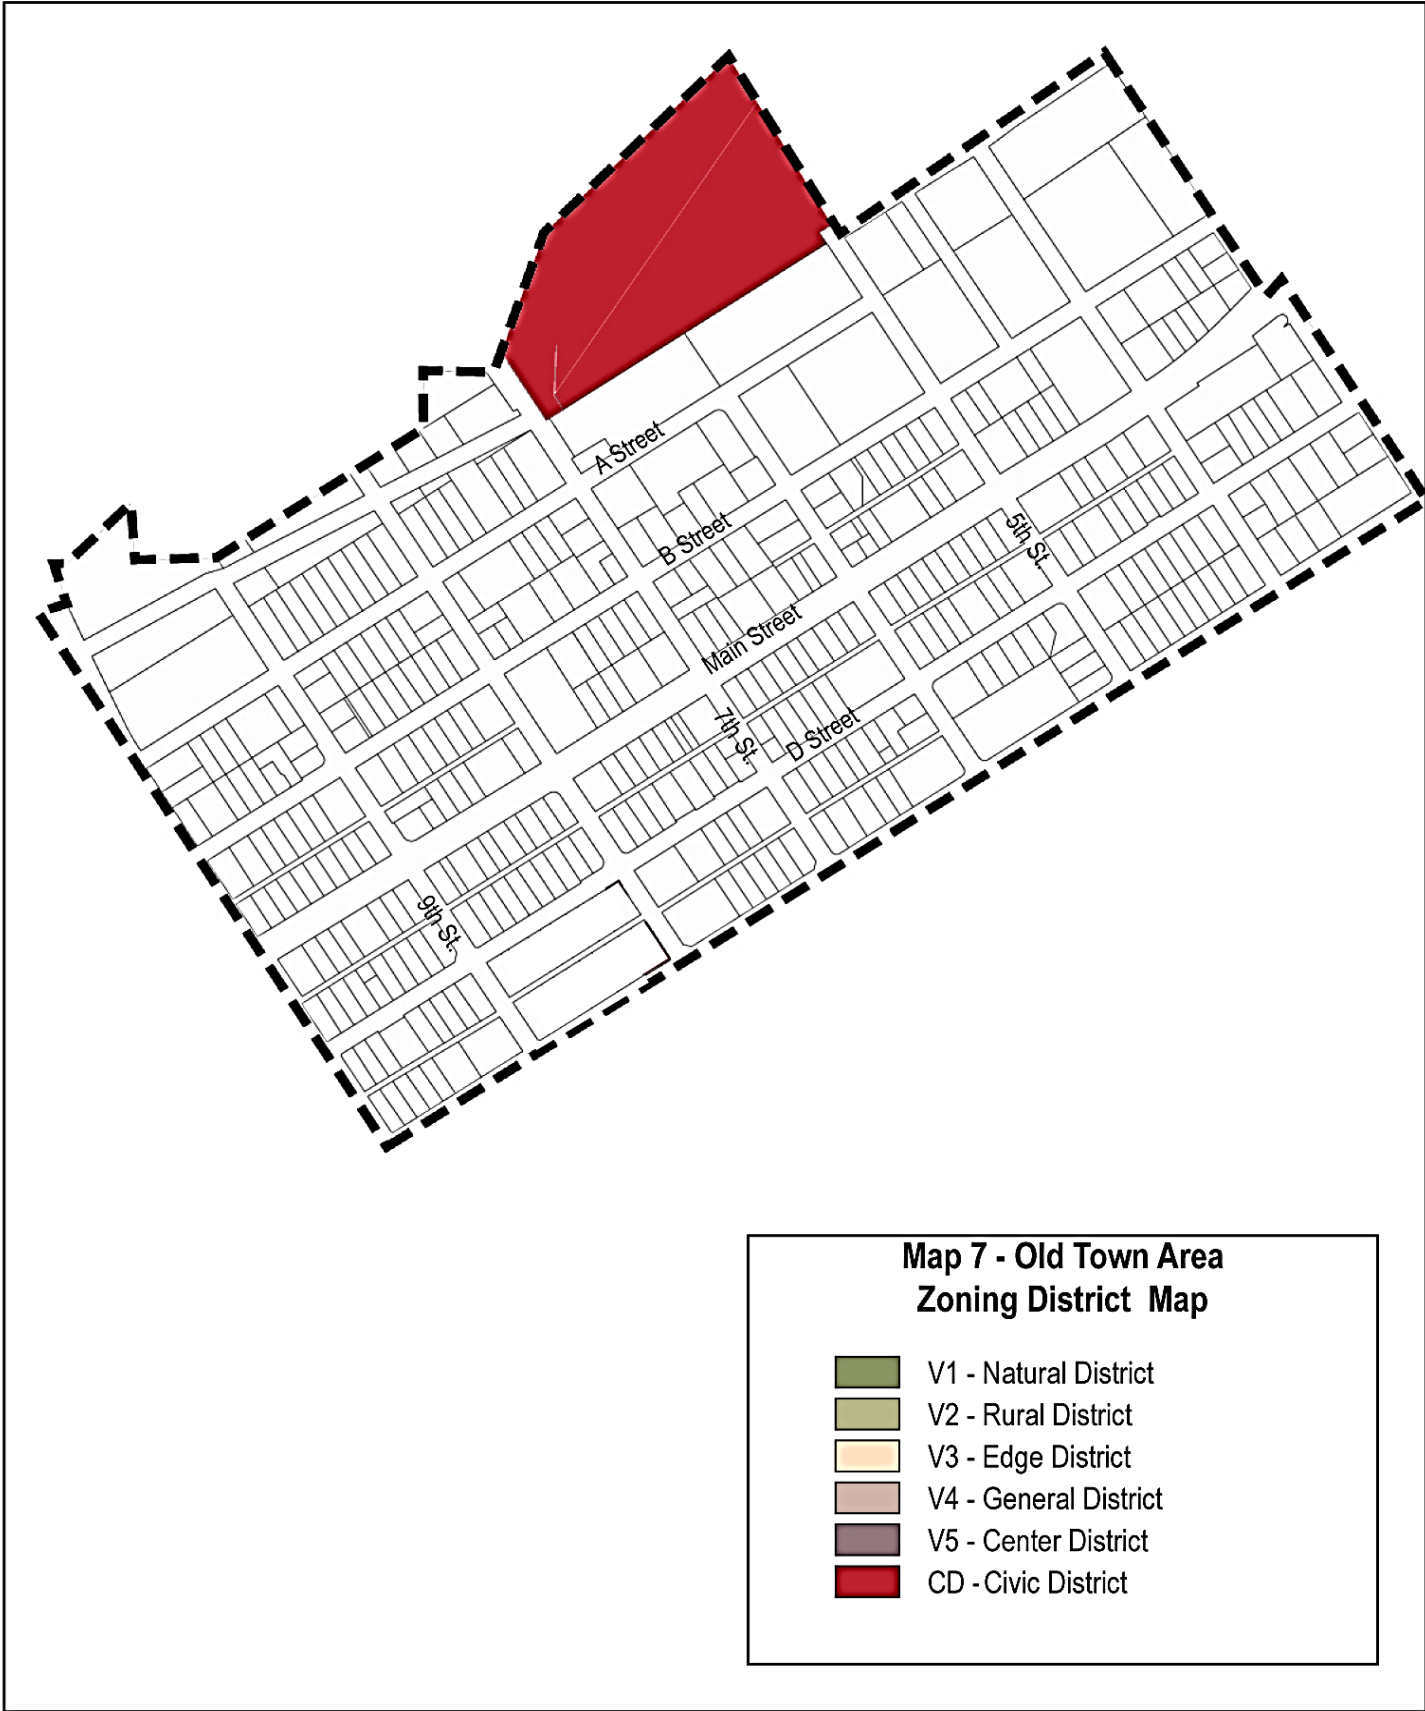 A Street
B Street
5th St.
Main Street
7th St.
D Street
9th St.
Map 7 - Old Town Area
Zoning District Map
V1 - Natural District
V2 - Rural District
V3 - Edge District
V4 - General District
V5 - Center District
CD - Civic District